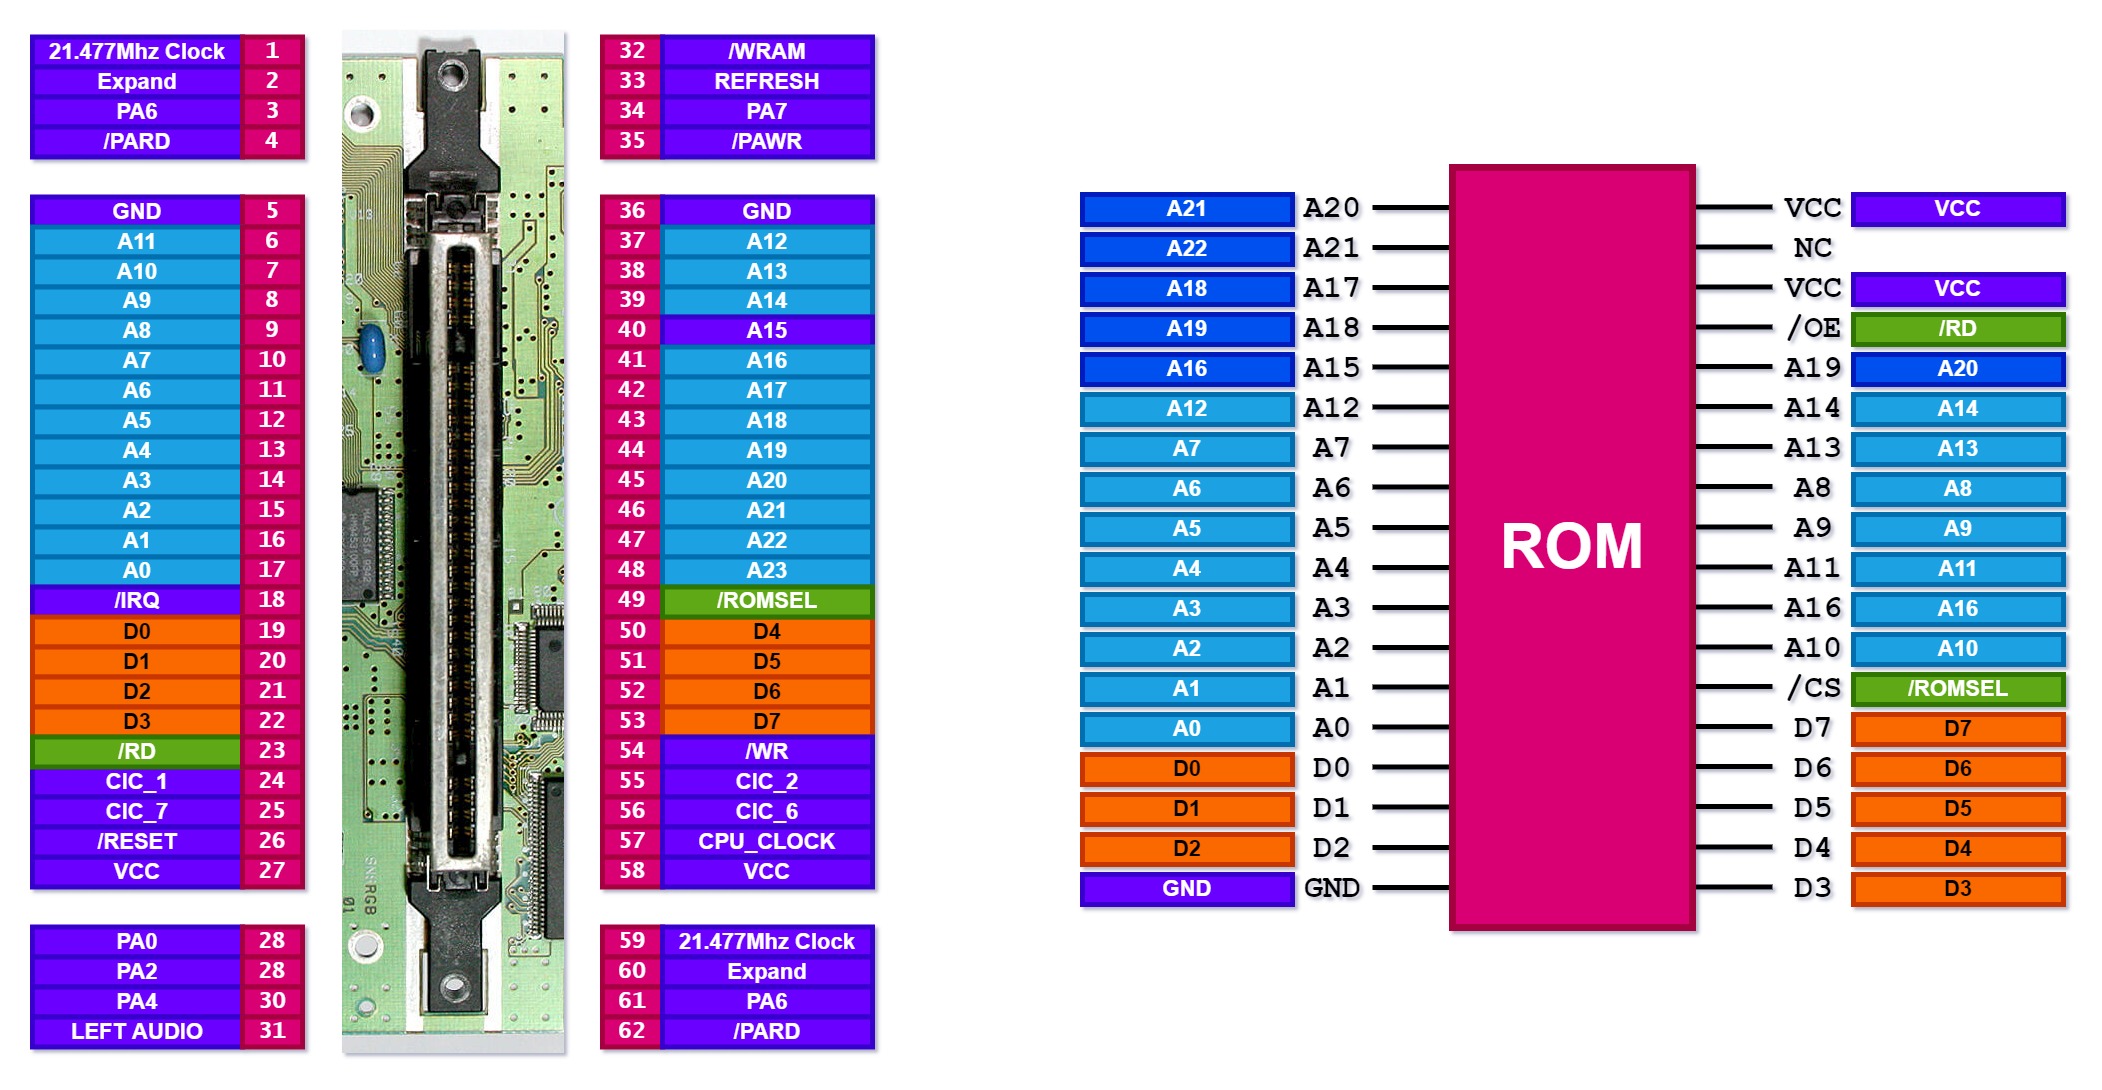 21.477Mhz Clock 1
Expand 2
PA6 3
/PARD 4
GND 5
A11 6
A10 7
A9 8
A8 9
A7 10
A6 11
A5 12
A4 13
A3 14
A2 15
A1 16
A0 17
/IRQ 18
D0 19
D1 20
D2 21
D3 22
/RD 23
CIC_1 24
CIC_7 25
/RESET 26
VCC 27
PA0 28
PA2 28
PA4 30
LEFT AUDIO 31
RGB
01
32 /WRAM
33 REFRESH
34 PA7
35 /PAWR
36 GND
37 A12
38 A13
39 A14
40 A15
41 A16
42 A17
43 A18
44 A19
45 A20
46 A21
47 A22
48 A23
49 /ROMSEL
50 D4
51 D5
52 D6
53 D7
54 /WR
55 CIC_2
56 CIC_6
57 CPU_CLOCK
58 VCC
59 21.477Mhz Clock
60 Expand
61 PA6
62 /PARD
A21 A20
A22 A21
A18 A17
A19 A18
A16 A15
A12 A12
A7 A7
A6 A6
A5 A5
A4 A4
A3 A3
A2 A2
A1 A1
A0 A0
D0 D0
D1 D1
D2 D2
GND GND
ROM
VCC VCC
NC
VCC VCC
/OE /RD
A19 A20
A14 A14
A13 A13
A8 A8
A9 A9
A11 A11
A16 A16
A10 A10
/CS /ROMSEL
D7 D7
D6 D6
D5 D5
D4 D4
D3 D3